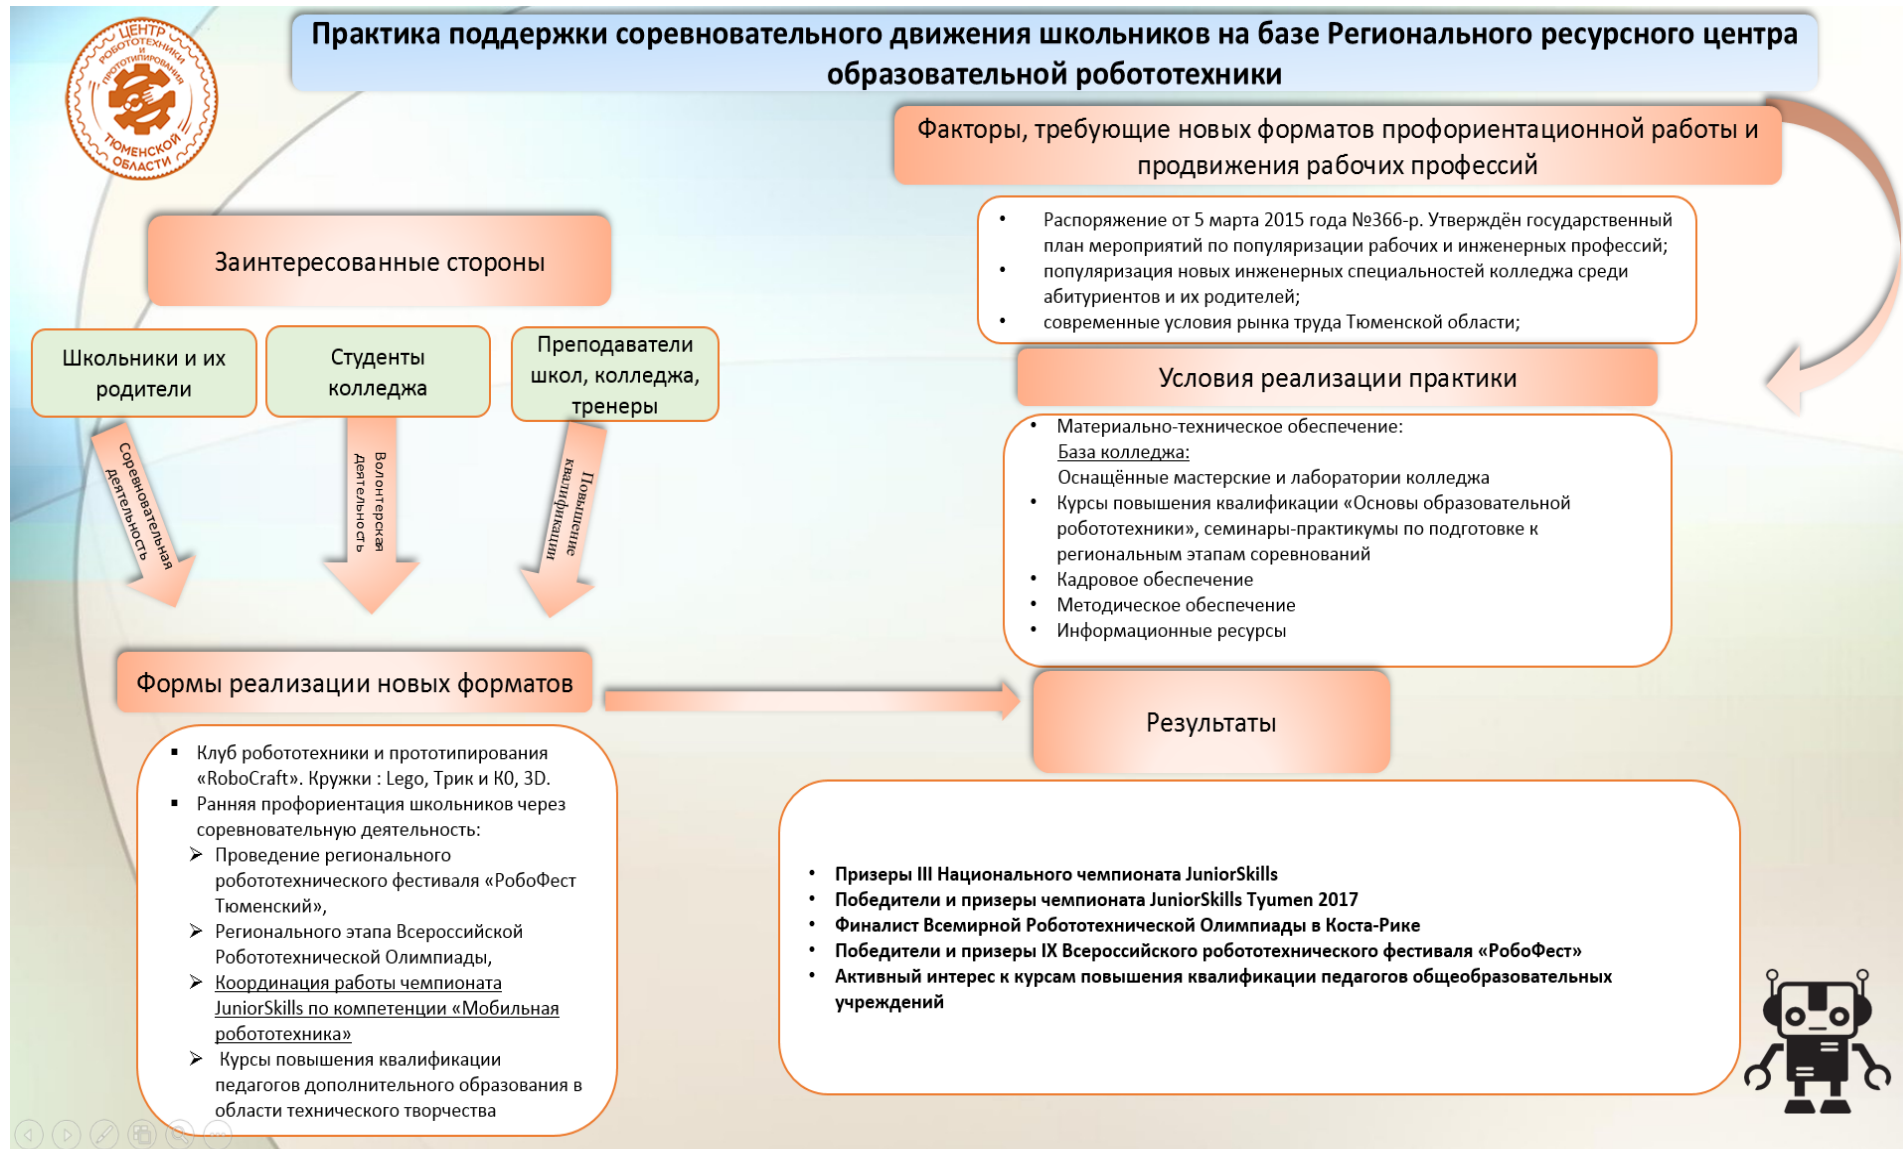 Практика поддержки соревновательного движения школьников на базе Регионального ресурсного центра
образовательной робототехники
ЦЕНТР
РОБОТОТЕХНИКИ
И
ПРОТОТИПИРОВАНИЯ
ТЮМЕНСКОЙ
ОБЛАСТИ
Факторы, требующие новых форматов профориентационной работы и
продвижения рабочих профессий
• Распоряжение от 5 марта 2015 года №366-р. Утверждён государственный
план мероприятий по популяризации рабочих и инженерных профессий;
• популяризация новых инженерных специальностей колледжа среди
абитуриентов и их родителей;
• современные условия рынка труда Тюменской области;
Заинтересованные стороны
Школьники и их
родители
Студенты
колледжа
Преподаватели
школ, колледжа,
тренеры
Соревновательная
деятельность
Волонтерская
деятельность
Повышение
квалификации
Условия реализации практики
• Материально-техническое обеспечение:
База колледжа:
Оснащённые мастерские и лаборатории колледжа
• Курсы повышения квалификации «Основы образовательной
робототехники», семинары-практикумы по подготовке к
региональным этапам соревнований
• Кадровое обеспечение
• Методическое обеспечение
• Информационные ресурсы
Формы реализации новых форматов
▪ Клуб робототехники и прототипирования
«RoboCraft». Кружки : Lego, Трик и К0, 3D.
▪ Ранняя профориентация школьников через
соревновательную деятельность:
➢ Проведение регионального
робототехнического фестиваля «РобоФест
Тюменский»,
➢ Регионального этапа Всероссийской
Робототехнической Олимпиады,
➢ Координация работы чемпионата
JuniorSkills по компетенции «Мобильная
робототехника»
➢ Курсы повышения квалификации
педагогов дополнительного образования в
области технического творчества
Результаты
• Призеры III Национального чемпионата JuniorSkills
• Победители и призеры чемпионата JuniorSkills Tyumen 2017
• Финалист Всемирной Робототехнической Олимпиады в Коста-Рике
• Победители и призеры IX Всероссийского робототехнического фестиваля «РобоФест»
• Активный интерес к курсам повышения квалификации педагогов общеобразовательных
учреждений